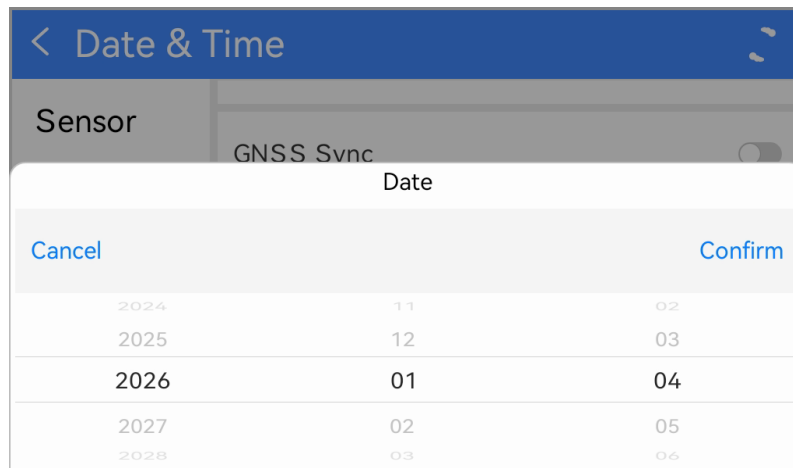 Date & Time
Sensor
GNSS Sync
Date
Cancel Confirm
2024 11 02
2025 12 03
2026 01 04
2027 02 05
2028 03 06